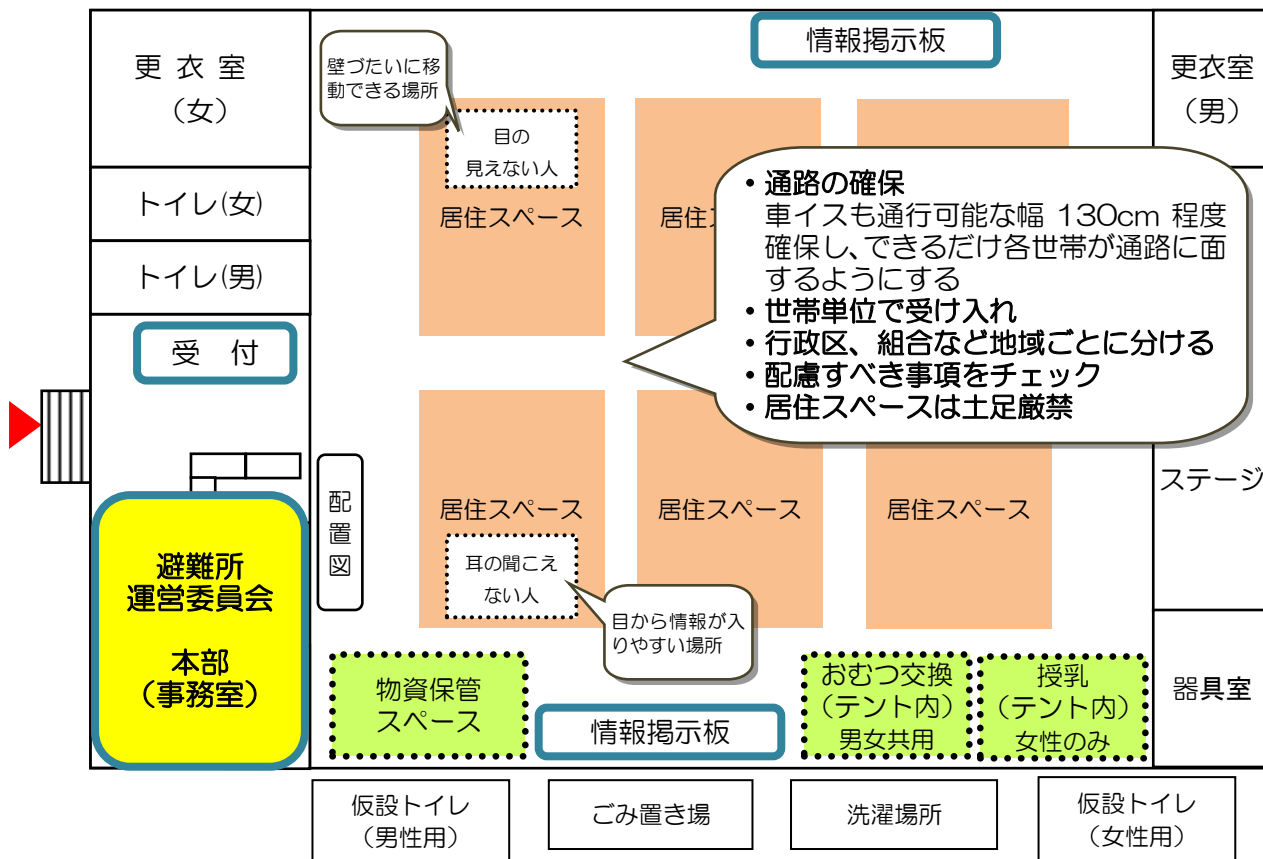 更 衣 室
（女）
トイレ(女)
トイレ(男)
受　付
避難所
運営委員会
本部
（事務室）
配
置
図
壁づたいに移
動できる場所
目の
見えない人
居住スペース
情報掲示板
居住
・通路の確保
車イスも通行可能な幅 130cm 程度
確保し、できるだけ各世帯が通路に面
するようにする
・世帯単位で受け入れ
・行政区、組合など地域ごとに分ける
・配慮すべき事項をチェック
・居住スペースは土足厳禁
更衣室
（男）
ステージ
器具室
居住スペース
居住スペース
居住スペース
耳の聞こえ
ない人
目から情報が入
りやすい場所
物資保管
スペース
情報掲示板
おむつ交換
（テント内）
男女共用
授乳
（テント内）
女性のみ
仮設トイレ
（男性用）
ごみ置き場
洗濯場所
仮設トイレ
（女性用）